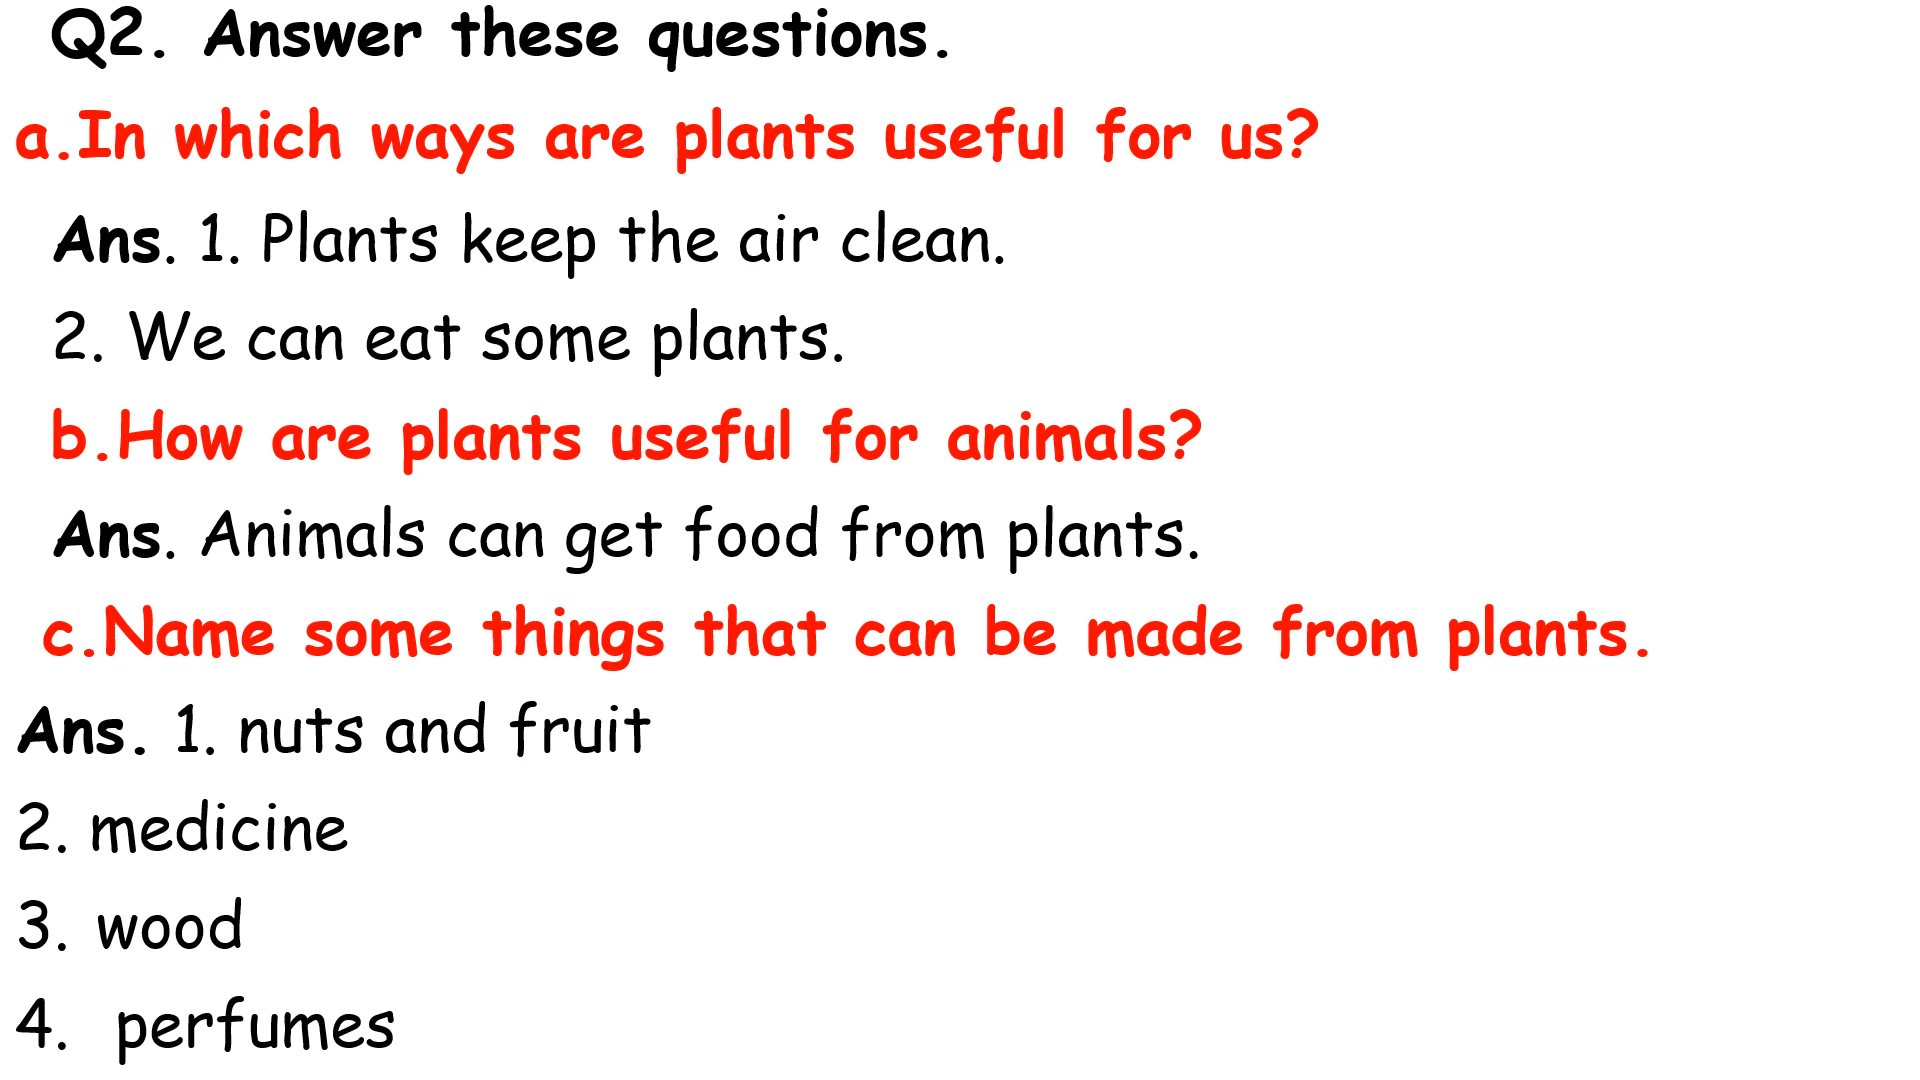 Q2. Answer these questions.
a.In which ways are plants useful for us?
Ans. 1. Plants keep the air clean.
2. We can eat some plants.
b.How are plants useful for animals?
Ans. Animals can get food from plants.
c.Name some things that can be made from plants.
Ans. 1. nuts and fruit
2. medicine
3. wood
4. perfumes